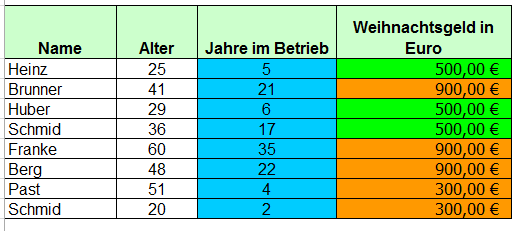 Name Alter Jahre im Betrieb Weihnachtsgeld in Euro
Heinz 25 5 500,00 €
Brunner 41 21 900,00 €
Huber 29 6 500,00 €
Schmid 36 17 500,00 €
Franke 60 35 900,00 €
Berg 48 22 900,00 €
Past 51 4 300,00 €
Schmid 20 2 300,00 €